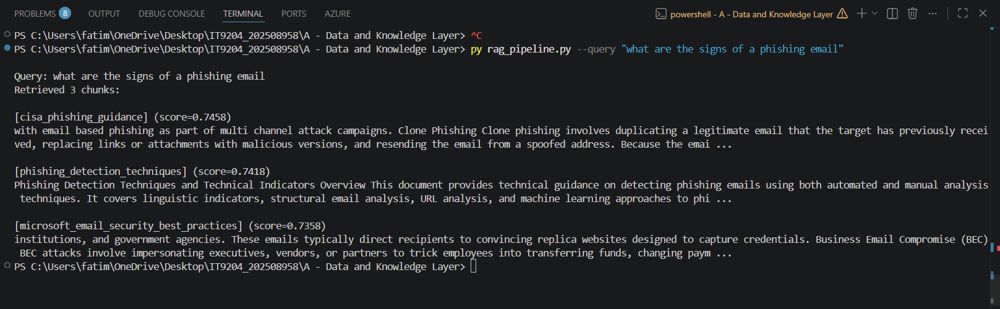 PROBLEMS 8 OUTPUT DEBUG CONSOLE TERMINAL PORTS AZURE powershell - A - Data and Knowledge Layer
PS C:\Users\fatim\OneDrive\Desktop\IT9204_202508958\A - Data and Knowledge Layer> ^C
PS C:\Users\fatim\OneDrive\Desktop\IT9204_202508958\A - Data and Knowledge Layer> py rag_pipeline.py --query "what are the signs of a phishing email"
Query: what are the signs of a phishing email
Retrieved 3 chunks:
[cisa_phishing_guidance] (score=0.7458)
with email based phishing as part of multi channel attack campaigns. Clone Phishing Clone phishing involves duplicating a legitimate email that the target has previously recei
ved, replacing links or attachments with malicious versions, and resending the email from a spoofed address. Because the emai ...
[phishing_detection_techniques] (score=0.7418)
Phishing Detection Techniques and Technical Indicators Overview This document provides technical guidance on detecting phishing emails using both automated and manual analysis
techniques. It covers linguistic indicators, structural email analysis, URL analysis, and machine learning approaches to phi ...
[microsoft_email_security_best_practices] (score=0.7358)
institutions, and government agencies. These emails typically direct recipients to convincing replica websites designed to capture credentials. Business Email Compromise (BEC)
BEC attacks involve impersonating executives, vendors, or partners to trick employees into transferring funds, changing paym ...
PS C:\Users\fatim\OneDrive\Desktop\IT9204_202508958\A - Data and Knowledge Layer>